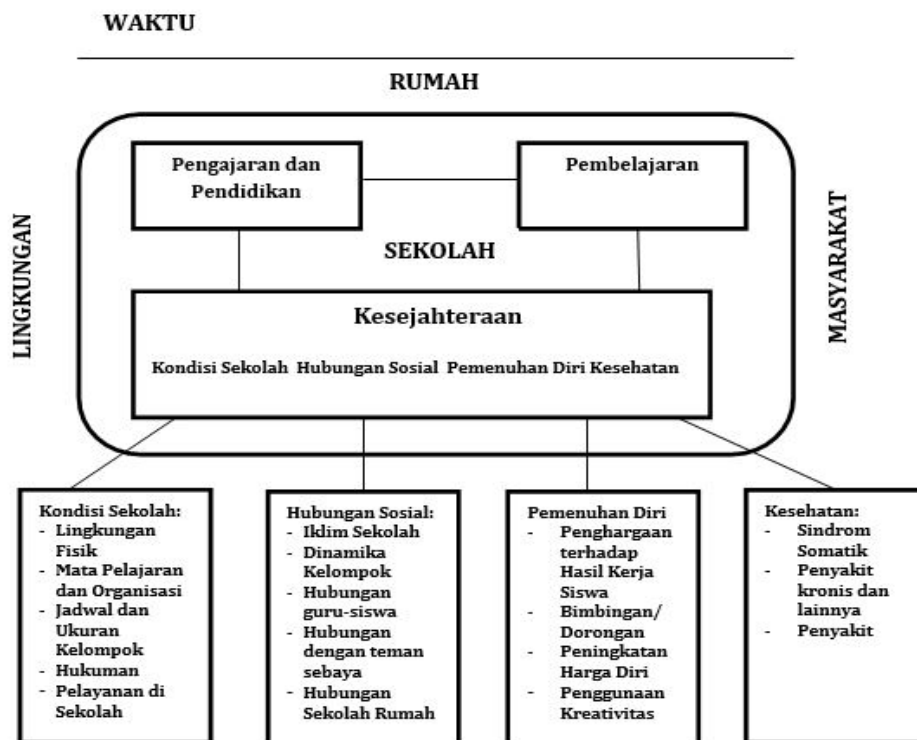 WAKTU
RUMAH
LINGKUNGAN
MASYARAKAT
Pengajaran dan
Pendidikan
Pembelajaran
SEKOLAH
Kesejahteraan
Kondisi Sekolah Hubungan Sosial Pemenuhan Diri Kesehatan
Kondisi Sekolah:
- Lingkungan
Fisik
- Mata Pelajaran
dan Organisasi
- Jadwal dan
Ukuran
Kelompok
- Hukuman
- Pelayanan di
Sekolah
Hubungan Sosial:
- Iklim Sekolah
- Dinamika
Kelompok
- Hubungan
guru-siswa
- Hubungan
dengan teman
sebaya
- Hubungan
Sekolah Rumah
Pemenuhan Diri
- Penghargaan
terhadap
Hasil Kerja
Siswa
- Bimbingan/
Dorongan
- Peningkatan
Harga Diri
- Penggunaan
Kreativitas
Kesehatan:
- Sindrom
Somatik
- Penyakit
kronis dan
lainnya
- Penyakit